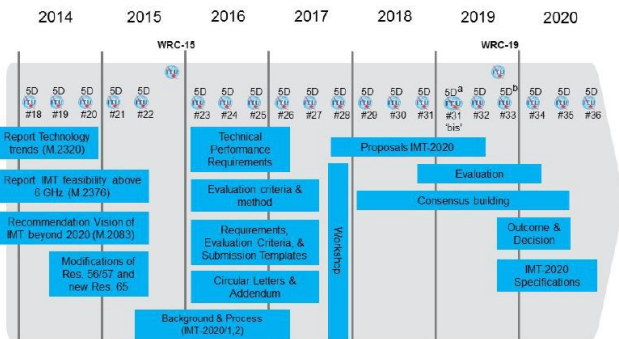 2014 2015 2016 2017 2018 2019 2020
WRC-15 WRC-19
5D 5D 5D 5D 5D 5D 5D 5D 5D 5D 5D 5D 5D 5D 5Dᵃ 5D 5Dᵇ 5D 5D 5D
#18 #19 #20 #21 #22 #23 #24 #25 #26 #27 #28 #29 #30 #31 #31 #32 #33 #34 #35 #36
'bis'
Report Technology
trends (M.2320)
Report IMT feasibility above
6 GHz (M.2376)
Recommendation Vision of
IMT beyond 2020 (M.2083)
Modifications of
Res. 56/57 and
new Res. 65
Background & Process
(IMT-2020/1,2)
Technical
Performance
Requirements
Evaluation criteria &
method
Requirements,
Evaluation Criteria, &
Submission Templates
Circular Letters &
Addendum
Workshop
Proposals IMT-2020
Evaluation
Consensus building
Outcome &
Decision
IMT-2020
Specifications